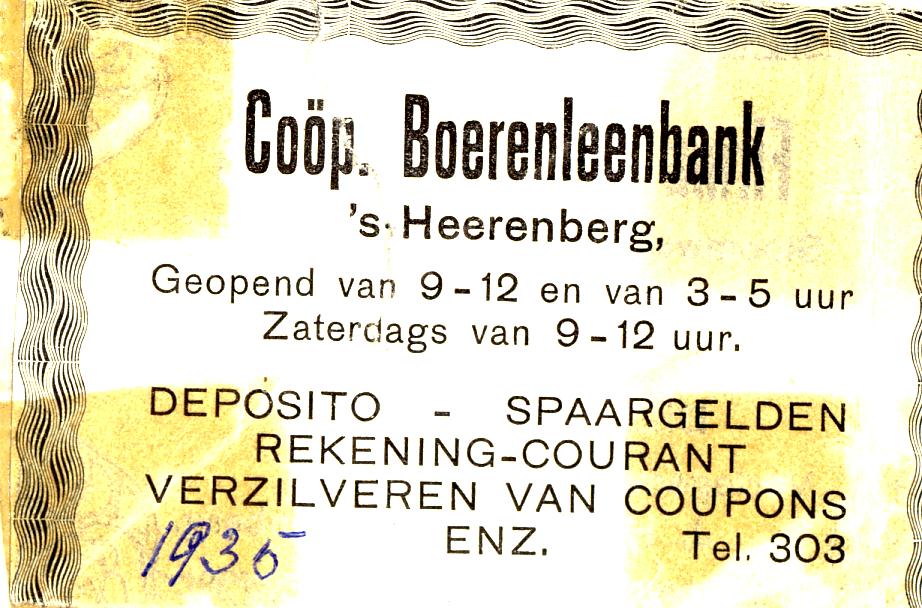 Coöp. Boerenleenbank
's-Heerenberg,
Geopend van 9-12 en van 3-5 uur
Zaterdags van 9-12 uur.
DEPOSITO - SPAARGELDEN
REKENING-COURANT
VERZILVEREN VAN COUPONS
ENZ. Tel. 303
1935